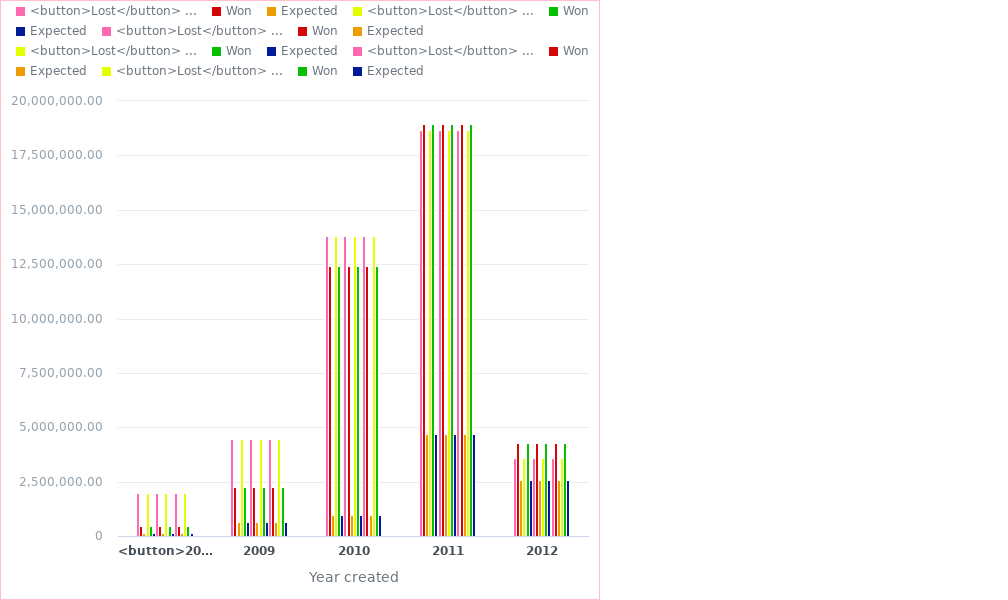 <button>Lost</button> ... Won Expected <button>Lost</button> ... Won
Expected <button>Lost</button> ... Won Expected
<button>Lost</button> ... Won Expected <button>Lost</button> ... Won
Expected <button>Lost</button> ... Won Expected
20,000,000.00
17,500,000.00
15,000,000.00
12,500,000.00
10,000,000.00
7,500,000.00
5,000,000.00
2,500,000.00
0
<button>20... 2009 2010 2011 2012
Year created